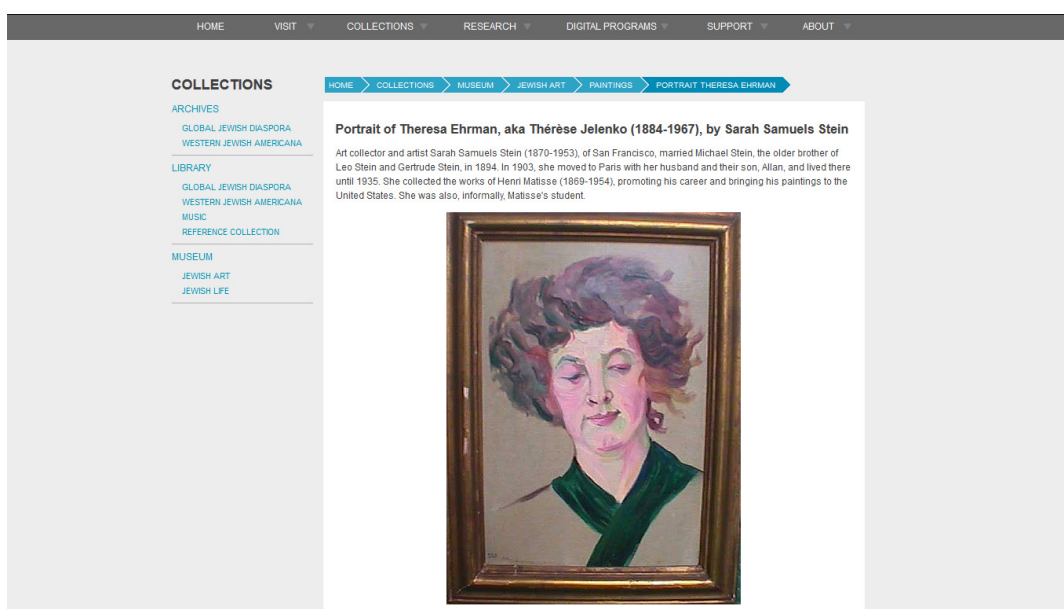 HOME VISIT COLLECTIONS RESEARCH DIGITAL PROGRAMS SUPPORT ABOUT
COLLECTIONS
ARCHIVES
GLOBAL JEWISH DIASPORA
WESTERN JEWISH AMERICANA
LIBRARY
GLOBAL JEWISH DIASPORA
WESTERN JEWISH AMERICANA
MUSIC
REFERENCE COLLECTION
MUSEUM
JEWISH ART
JEWISH LIFE
HOME COLLECTIONS MUSEUM JEWISH ART PAINTINGS PORTRAIT THERESA EHRMAN
Portrait of Theresa Ehrman, aka Thérèse Jelenko (1884-1967), by Sarah Samuels Stein
Art collector and artist Sarah Samuels Stein (1870-1953), of San Francisco, married Michael Stein, the older brother of
Leo Stein and Gertrude Stein, in 1894. In 1903, she moved to Paris with her husband and their son, Allan, and lived there
until 1935. She collected the works of Henri Matisse (1869-1954), promoting his career and bringing his paintings to the
United States. She was also, informally, Matisse's student.